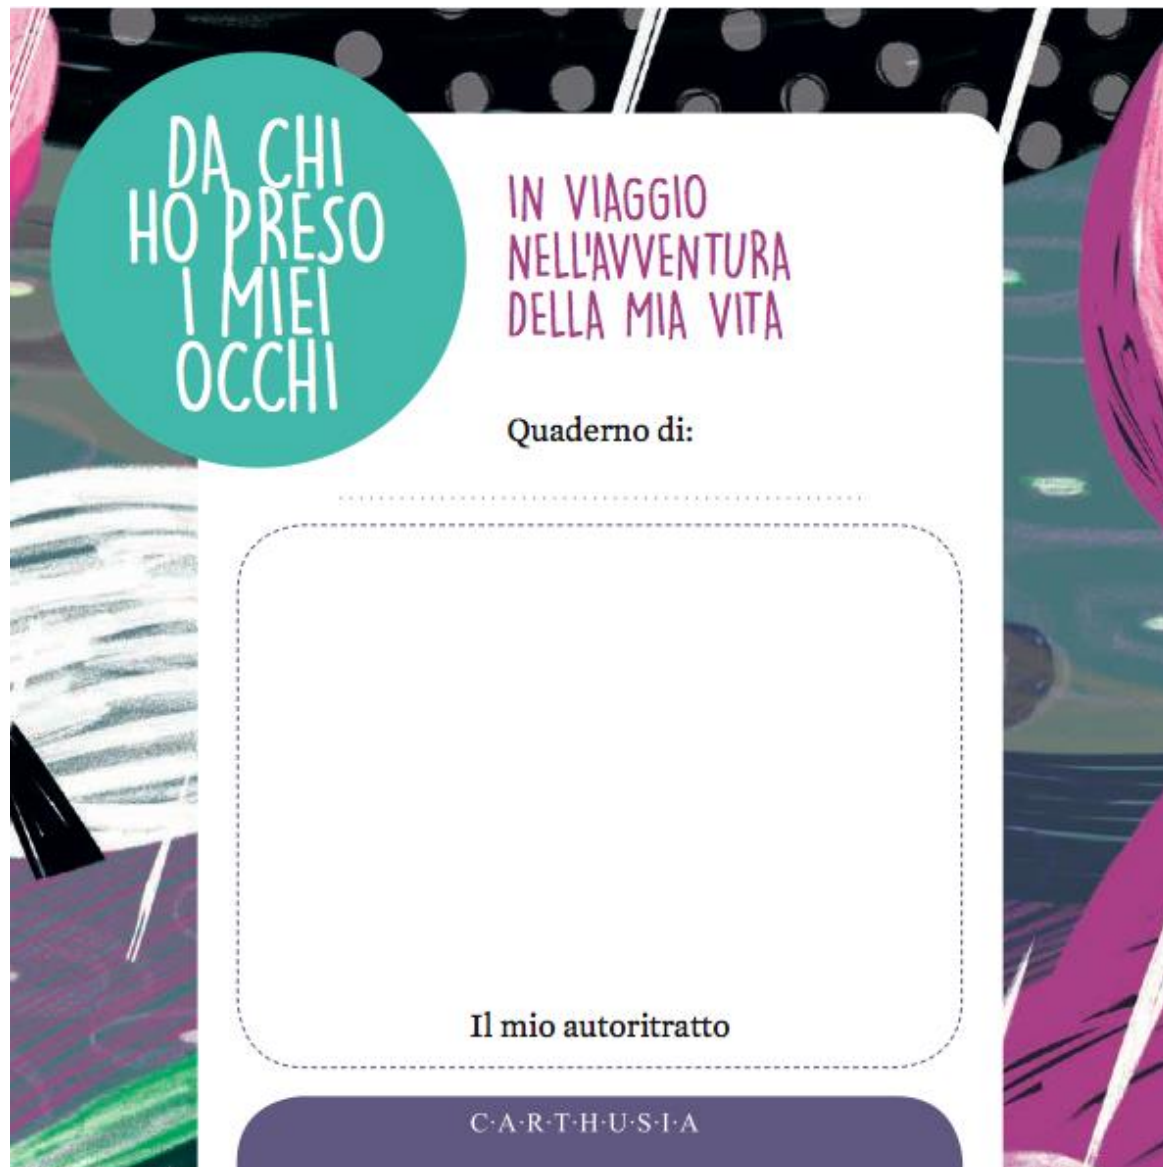 DA CHI
HO PRESO
I MIEI
OCCHI
IN VIAGGIO
NELL'AVVENTURA
DELLA MIA VITA
Quaderno di:
Il mio autoritratto
C·A·R·T·H·U·S·I·A